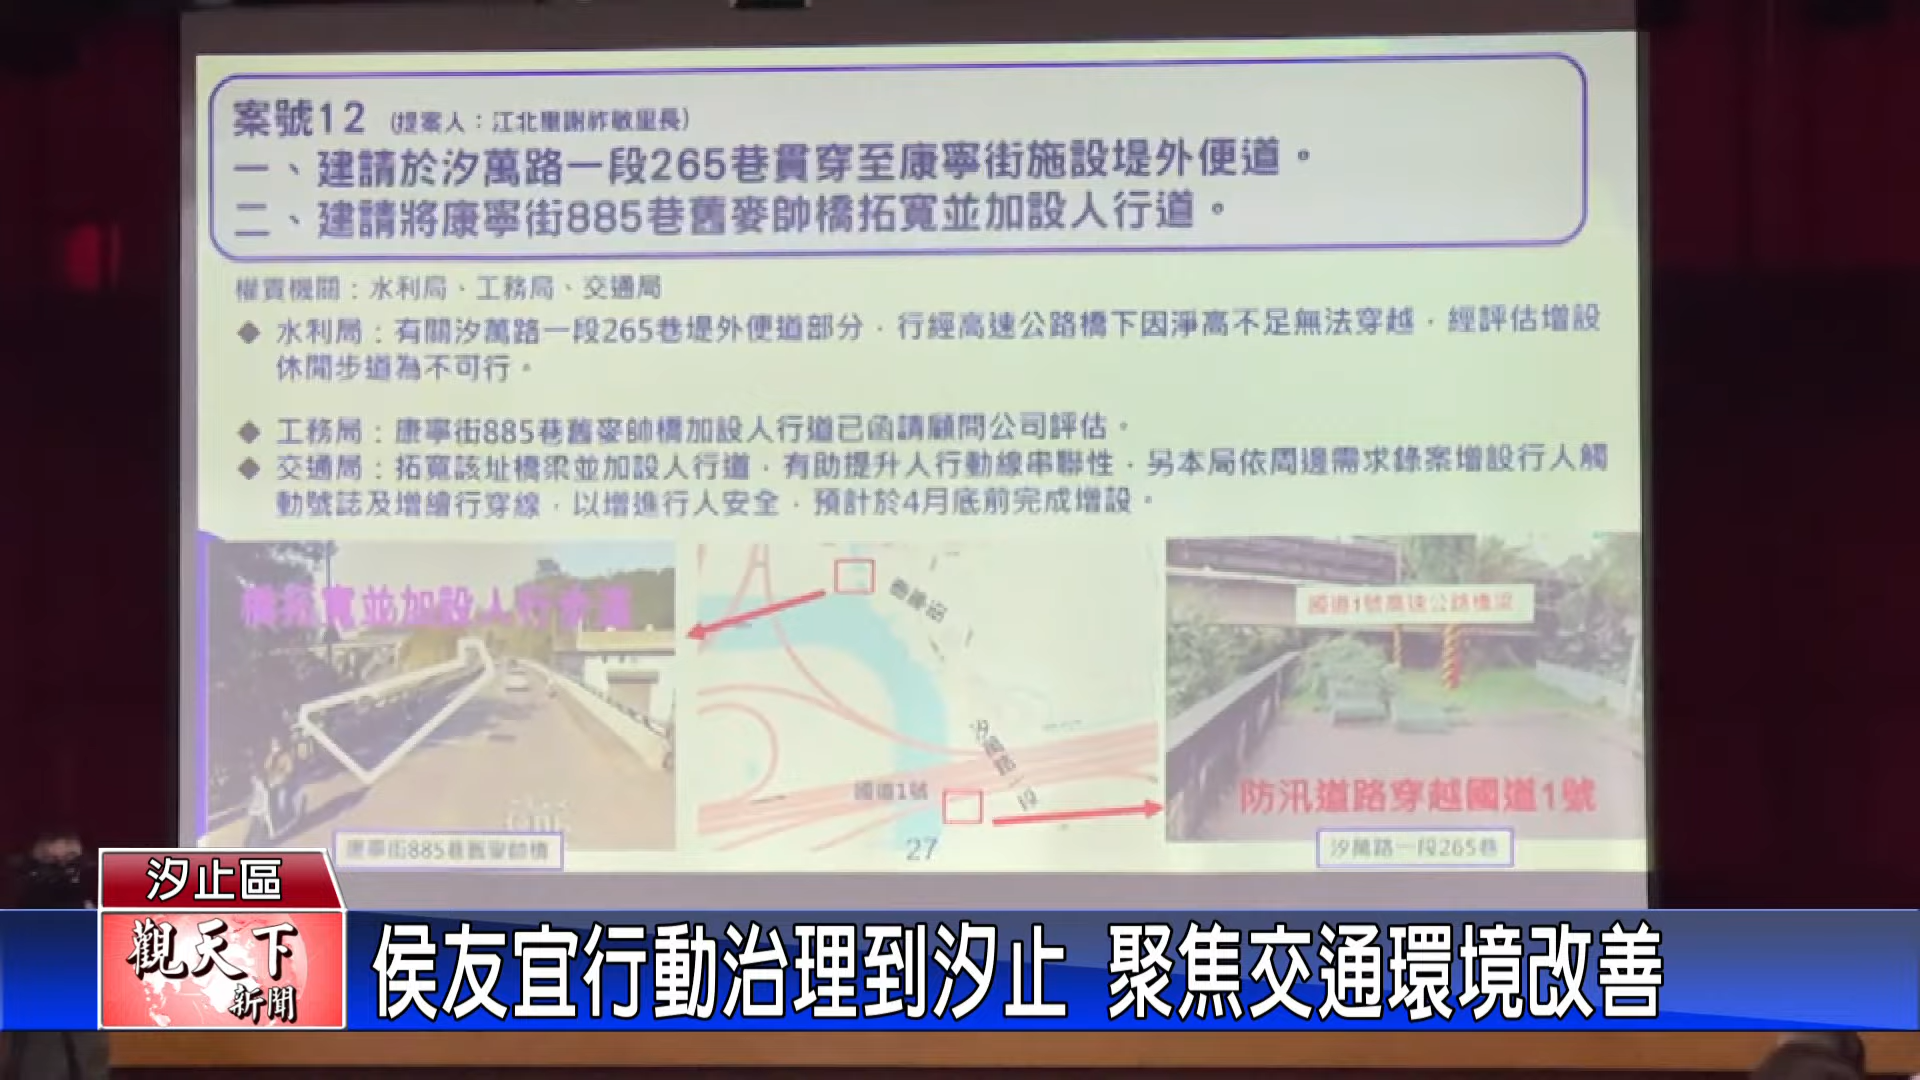 案號12 (提案人：江北里謝祚敏里長)
一、建請於汐萬路一段265巷貫穿至康寧街施設堤外便道。
二、建請將康寧街885巷舊麥帥橋拓寬並加設人行道。
權責機關：水利局、工務局、交通局
◆ 水利局：有關汐萬路一段265巷堤外便道部分，行經高速公路橋下因淨高不足無法穿越，經評估增設
休閒步道為不可行。
◆ 工務局：康寧街885巷舊麥帥橋加設人行道已函請顧問公司評估。
◆ 交通局：拓寬該址橋梁並加設人行道，有助提升人行動線串聯性，另本局依周邊需求錄案增設行人觸
動號誌及增繪行穿線，以增進行人安全，預計於4月底前完成增設。
橋拓寬並加設人行步道
康寧街
國道1號高速公路橋梁
汐萬路一段
國道1號
防汛道路穿越國道1號
康寧街885巷舊麥帥橋
27
汐萬路一段265巷
汐止區
觀天下
新聞
侯友宜行動治理到汐止 聚焦交通環境改善